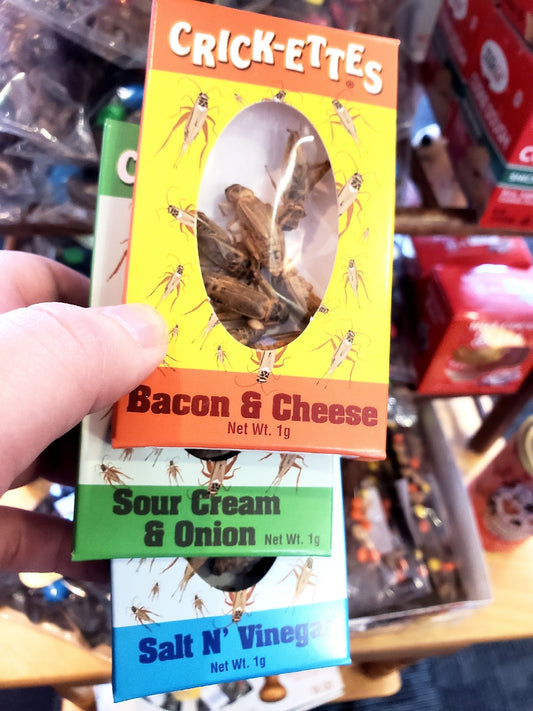 CRICK-ETTES
®
Bacon & Cheese
Net Wt. 1g
C
Sour Cream
& Onion Net Wt. 1g
Salt N' Vinegar
Net Wt. 1g